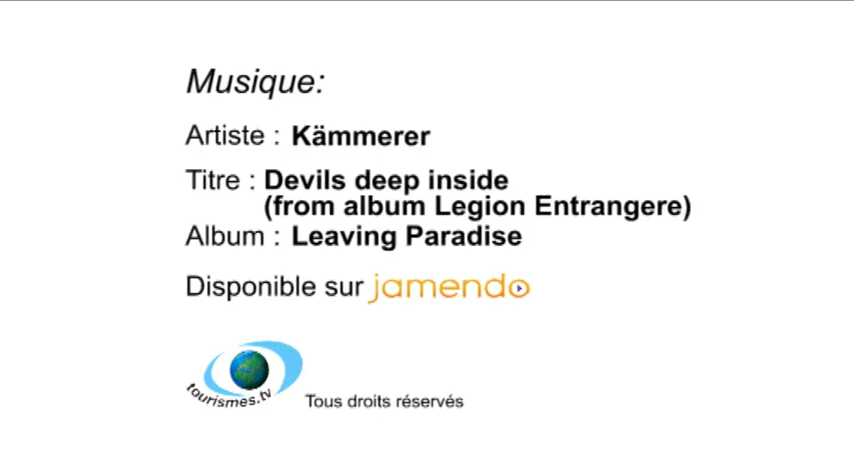 Musique:
Artiste : Kämmerer
Titre : Devils deep inside
(from album Legion Entrangere)
Album : Leaving Paradise
Disponible sur jamendo
tourismes.tv
Tous droits réservés